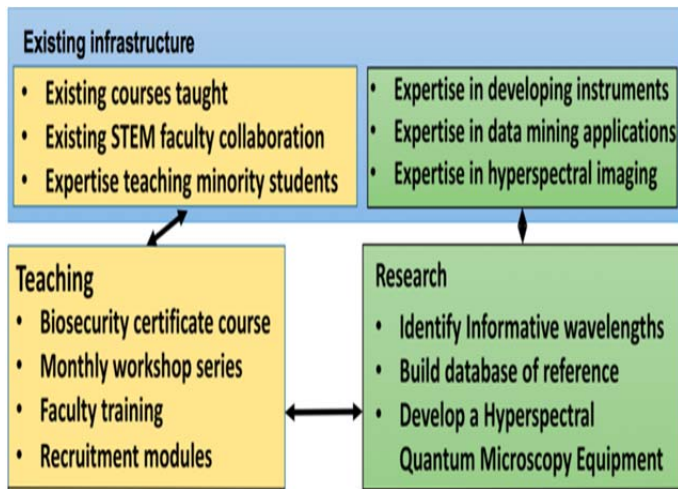 Existing infrastructure
• Existing courses taught
• Existing STEM faculty collaboration
• Expertise teaching minority students
• Expertise in developing instruments
• Expertise in data mining applications
• Expertise in hyperspectral imaging
Teaching
• Biosecurity certificate course
• Monthly workshop series
• Faculty training
• Recruitment modules
Research
• Identify Informative wavelengths
• Build database of reference
• Develop a Hyperspectral
Quantum Microscopy Equipment